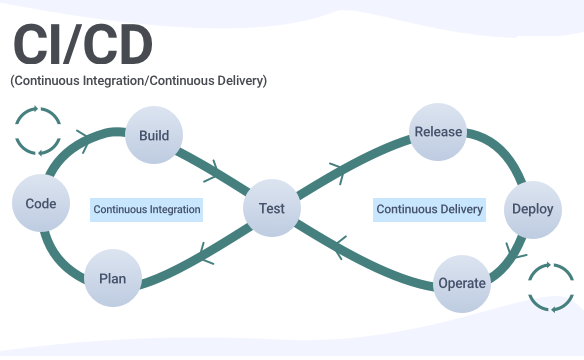 CI/CD
(Continuous Integration/Continuous Delivery)
Build
Release
Code
Continuous Integration
Test
Continuous Delivery
Deploy
Plan
Operate